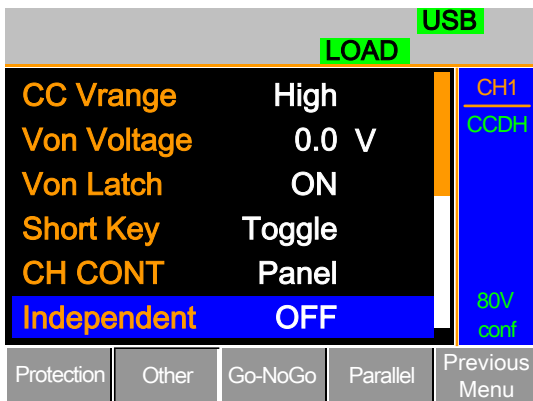 USB
LOAD
CC Vrange High
Von Voltage 0.0 V
Von Latch ON
Short Key Toggle
CH CONT Panel
Independent OFF
CH1
CCDH
80V
conf
Protection Other Go-NoGo Parallel Previous
Menu